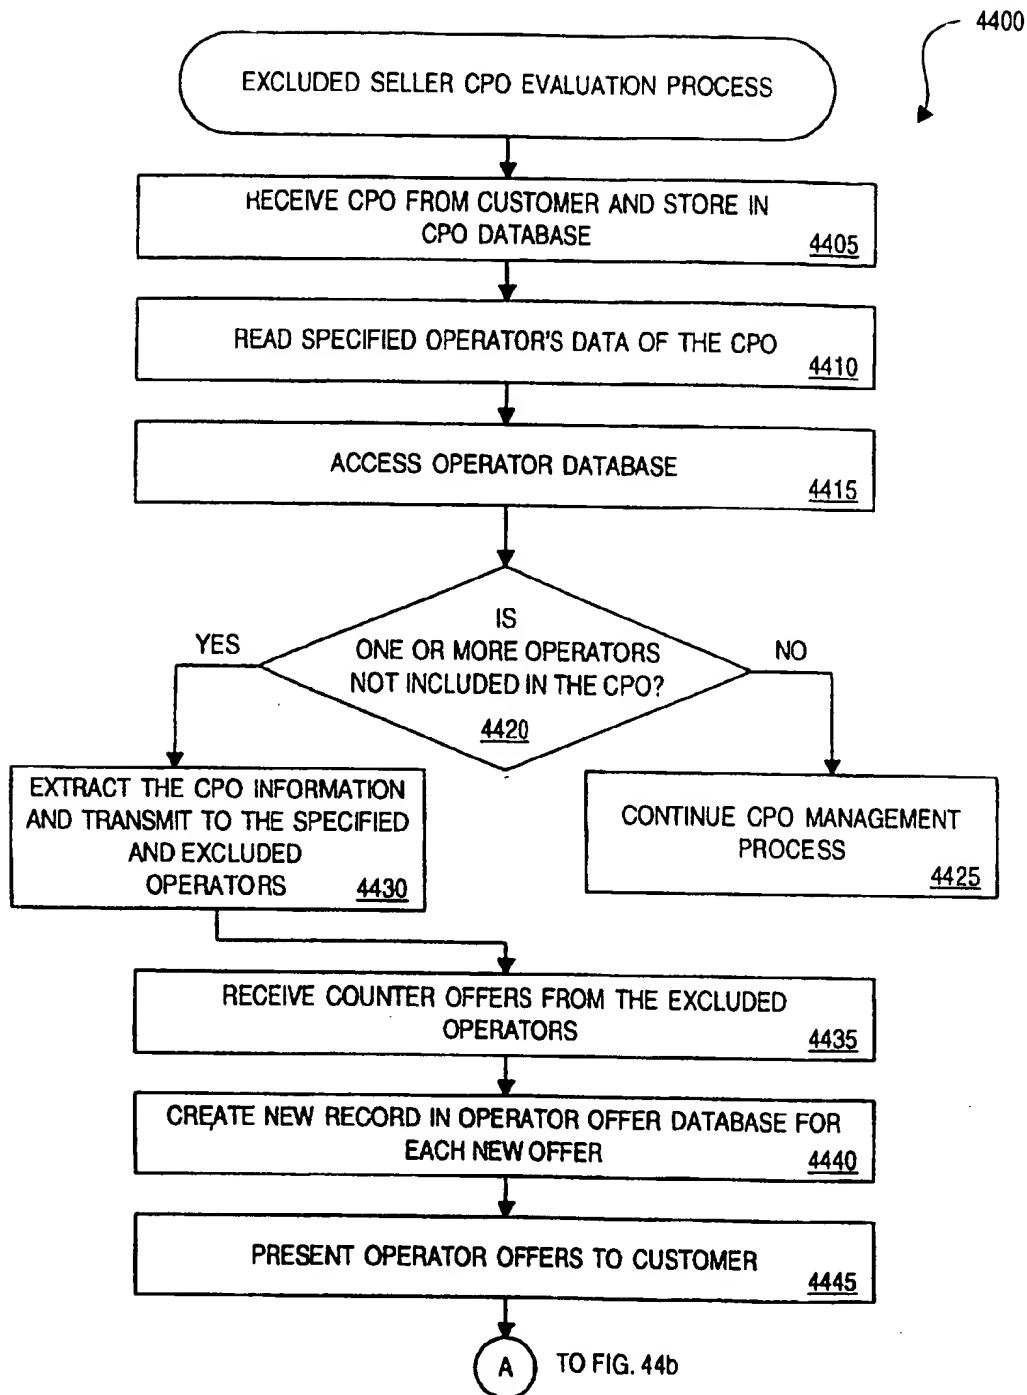 4400
EXCLUDED SELLER CPO EVALUATION PROCESS
RECEIVE CPO FROM CUSTOMER AND STORE IN
CPO DATABASE
4405
READ SPECIFIED OPERATOR'S DATA OF THE CPO
4410
ACCESS OPERATOR DATABASE
4415
IS
ONE OR MORE OPERATORS
NOT INCLUDED IN THE CPO?
4420
YES
NO
EXTRACT THE CPO INFORMATION
AND TRANSMIT TO THE SPECIFIED
AND EXCLUDED
OPERATORS
4430
CONTINUE CPO MANAGEMENT
PROCESS
4425
RECEIVE COUNTER OFFERS FROM THE EXCLUDED
OPERATORS
4435
CREATE NEW RECORD IN OPERATOR OFFER DATABASE FOR
EACH NEW OFFER
4440
PRESENT OPERATOR OFFERS TO CUSTOMER
4445
A
TO FIG. 44b